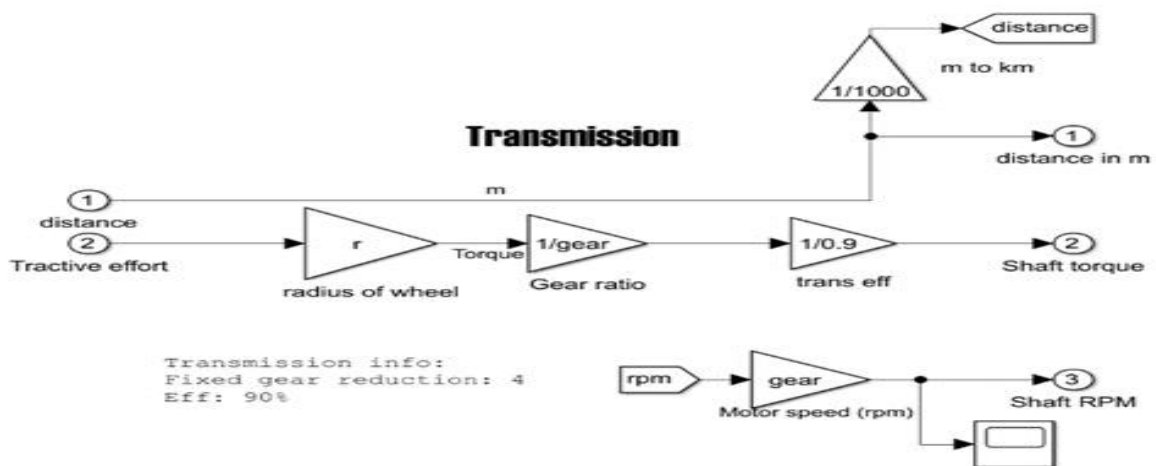 distance
m to km
1/1000
Transmission
1
distance in m
m
1
distance
2
Tractive effort
r
radius of wheel
Torque
1/gear
Gear ratio
1/0.9
trans eff
2
Shaft torque
Transmission info:
Fixed gear reduction: 4
Eff: 90%
rpm
gear
Motor speed (rpm)
3
Shaft RPM